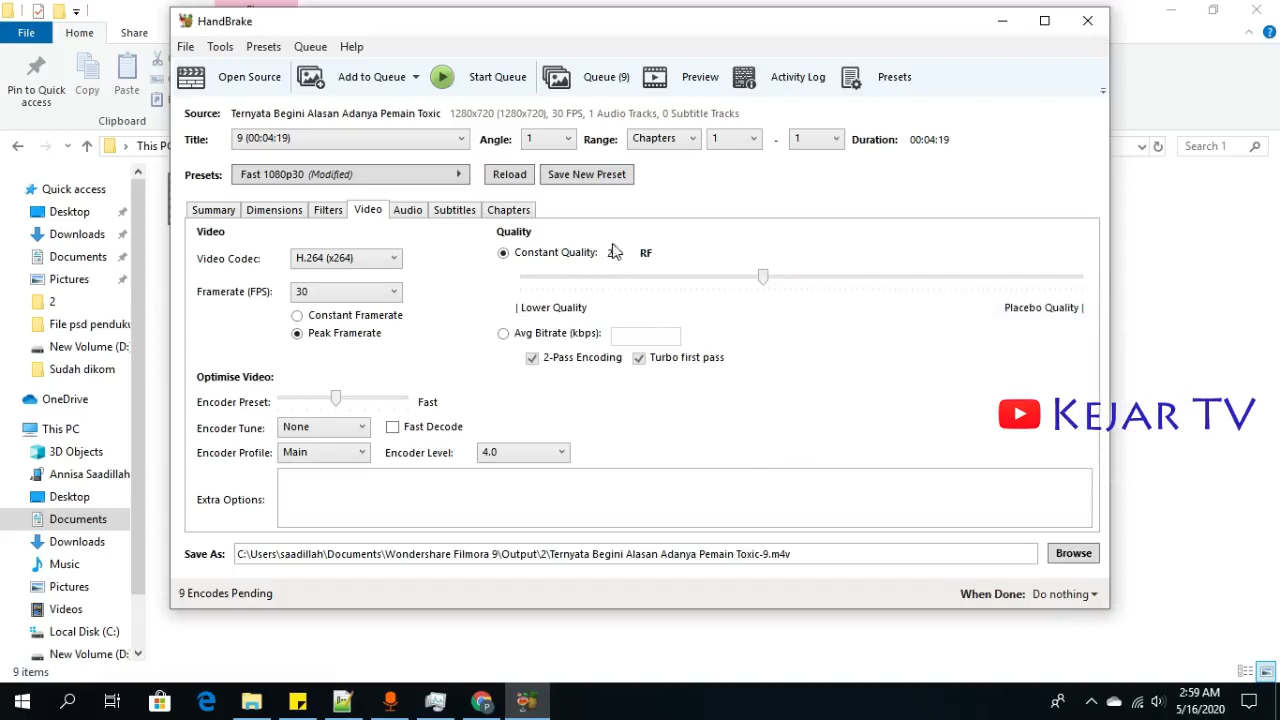 File
Home
Share
Pin to Quick access
Copy
Paste
Clipboard
This PC
Search 1
Quick access
Desktop
Downloads
Documents
Pictures
2
File psd penduku
New Volume (D:
Sudah dikom
OneDrive
This PC
3D Objects
Annisa Saadillah
Desktop
Documents
Downloads
Music
Pictures
Videos
Local Disk (C:)
New Volume (D:
9 items
HandBrake
File Tools Presets Queue Help
Open Source Add to Queue Start Queue Queue (9) Preview Activity Log Presets
Source: Ternyata Begini Alasan Adanya Pemain Toxic 1280x720 (1280x720), 30 FPS, 1 Audio Tracks, 0 Subtitle Tracks
Title: 9 (00:04:19) Angle: 1 Range: Chapters 1 - 1 Duration: 00:04:19
Presets: Fast 1080p30 (Modified) Reload Save New Preset
Summary Dimensions Filters Video Audio Subtitles Chapters
Video
Video Codec: H.264 (x264)
Framerate (FPS): 30
Constant Framerate
Peak Framerate
Quality
Constant Quality: RF
| Lower Quality Placebo Quality |
Avg Bitrate (kbps):
2-Pass Encoding Turbo first pass
Optimise Video:
Encoder Preset: Fast
Encoder Tune: None Fast Decode
Encoder Profile: Main Encoder Level: 4.0
Extra Options:
Save As: C:\Users\saadillah\Documents\Wondershare Filmora 9\Output\2\Ternyata Begini Alasan Adanya Pemain Toxic-9.m4v Browse
9 Encodes Pending When Done: Do nothing
KEJAR TV
2:59 AM
5/16/2020